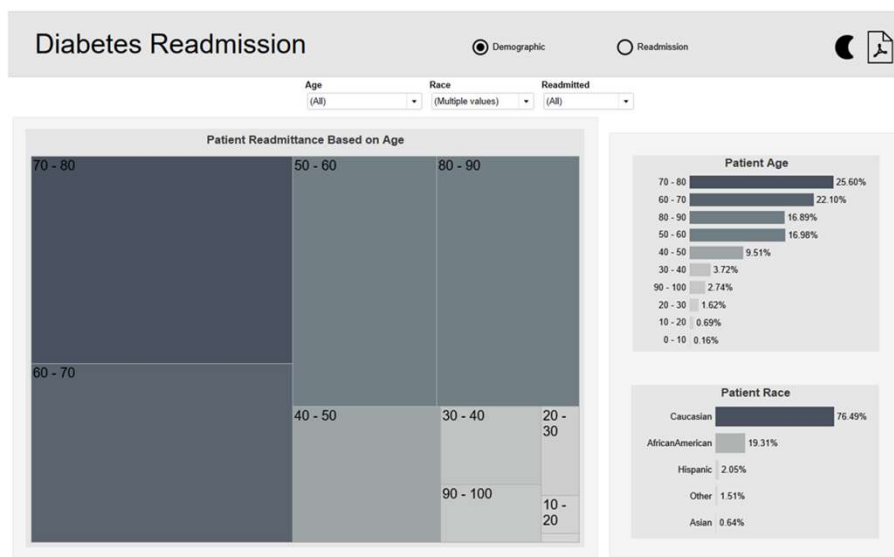 Diabetes Readmission
Demographic
Readmission
Age
Race
Readmitted
(All)
(Multiple values)
(All)
Patient Readmittance Based on Age
70 - 80
50 - 60
80 - 90
60 - 70
40 - 50
30 - 40
20 -
30
90 - 100
10 -
20
Patient Age
70 - 80 25.60%
60 - 70 22.10%
80 - 90 16.89%
50 - 60 16.98%
40 - 50 9.51%
30 - 40 3.72%
90 - 100 2.74%
20 - 30 1.62%
10 - 20 0.69%
0 - 10 0.16%
Patient Race
Caucasian 76.49%
AfricanAmerican 19.31%
Hispanic 2.05%
Other 1.51%
Asian 0.64%